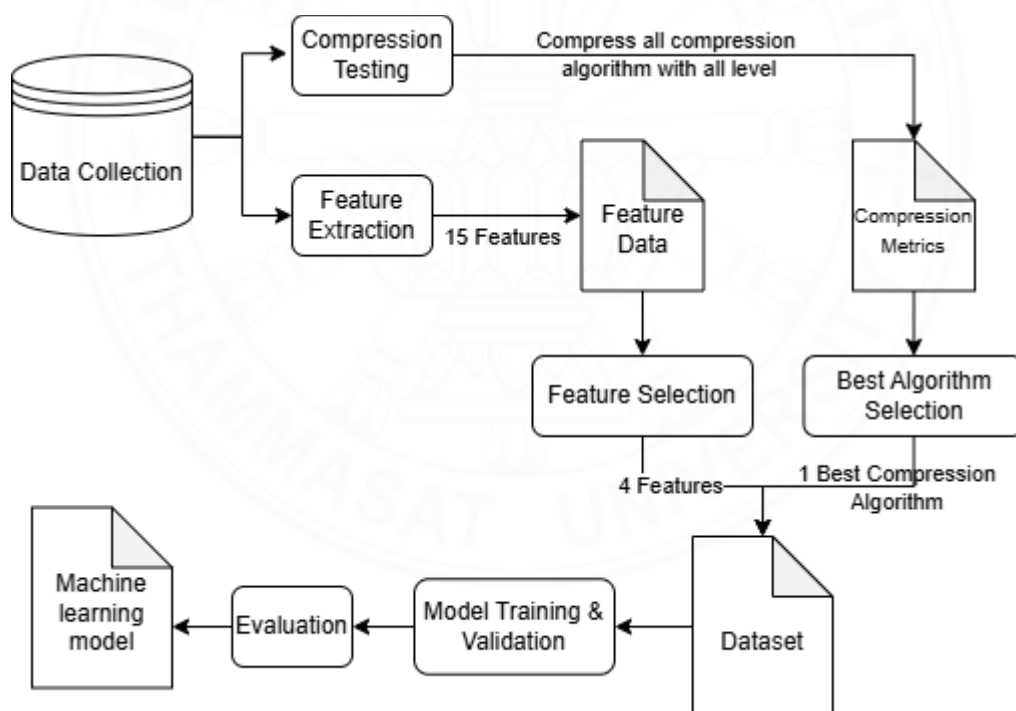 Compression
Testing
Compress all compression
algorithm with all level
Data Collection
Feature
Extraction
15 Features
Feature
Data
Compression
Metrics
Feature Selection
Best Algorithm
Selection
4 Features
1 Best Compression
Algorithm
Machine
learning
model
Evaluation
Model Training &
Validation
Dataset
THAMMASAT UNIVERSITY